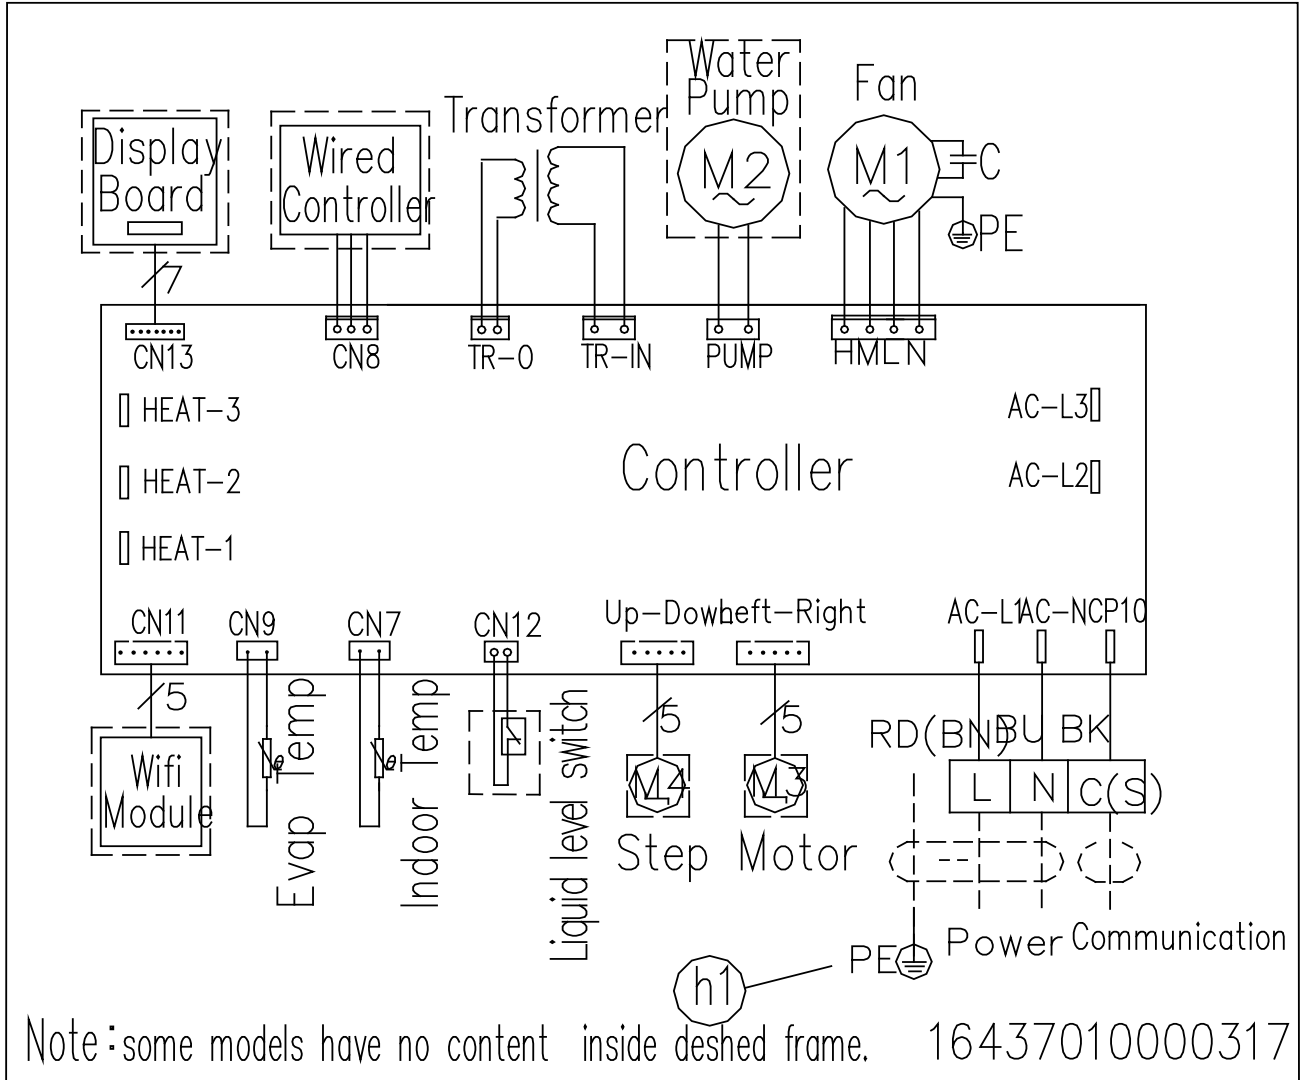 Water
Pump
M2
Fan
M1
C
PE
Transformer
Display
Board
Wired
Controller
7
CN13
CN8
TR-O
TR-IN
PUMP
H M L N
HEAT-3
AC-L3
HEAT-2
AC-L2
Controller
HEAT-1
CN11
CN9
CN7
CN12
Up-Down
Left-Right
AC-L1
AC-N
CP10
5
5
5
RD(BN)
BU
BK
Wifi
Module
θ
Evap Temp
θ
Indoor Temp
Liquid level switch
M4
M3
L
N
C(S)
Step Motor
PE
Power
Communication
h1
Note:some models have no content inside deshed frame.
16437010000317